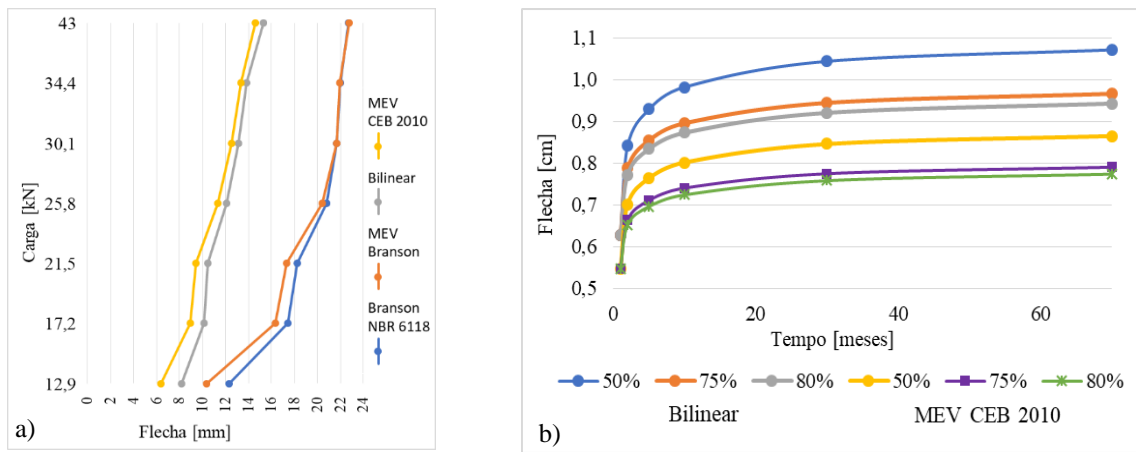 43
34,4
30,1
25,8
21,5
17,2
12,9
Carga [kN]
0 2 4 6 8 10 12 14 16 18 20 22 24
Flecha [mm]
MEV
CEB 2010
Bilinear
MEV
Branson
Branson
NBR 6118
a)
1,1
1,0
0,9
0,8
0,7
0,6
0,5
Flecha [cm]
0 20 40 60
Tempo [meses]
50% 75% 80% 50% 75% 80%
Bilinear MEV CEB 2010
b)